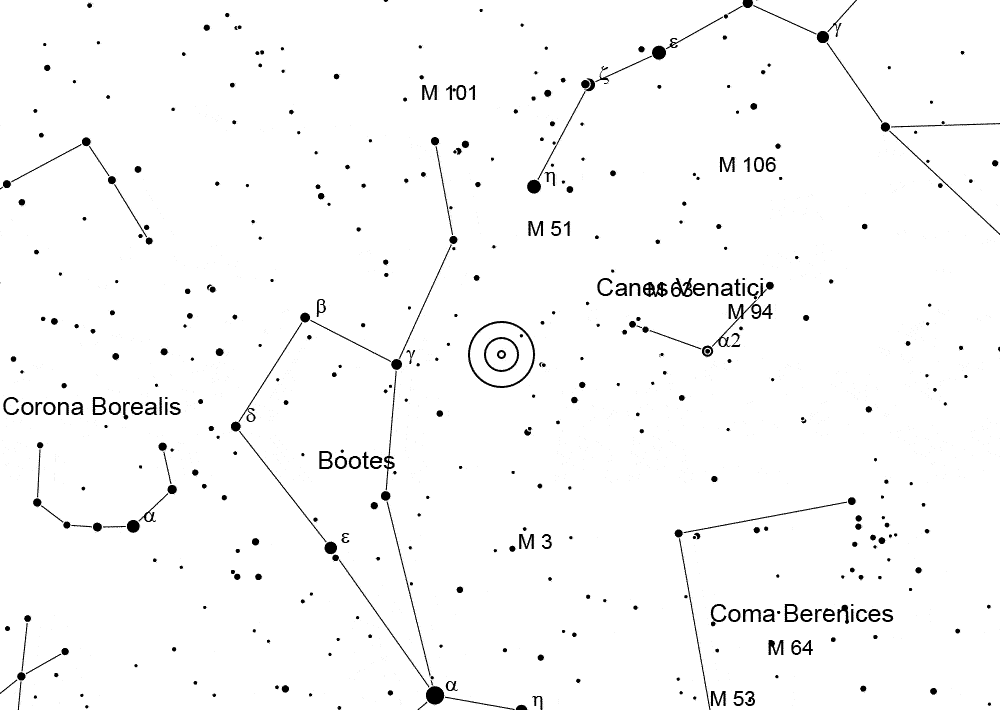 γ
ε
ζ
M 101
M 106
η
M 51
Canes Venatici
M 63
M 94
β
α2
γ
Corona Borealis
δ
Bootes
α
ε
M 3
Coma Berenices
M 64
α
M 53
η